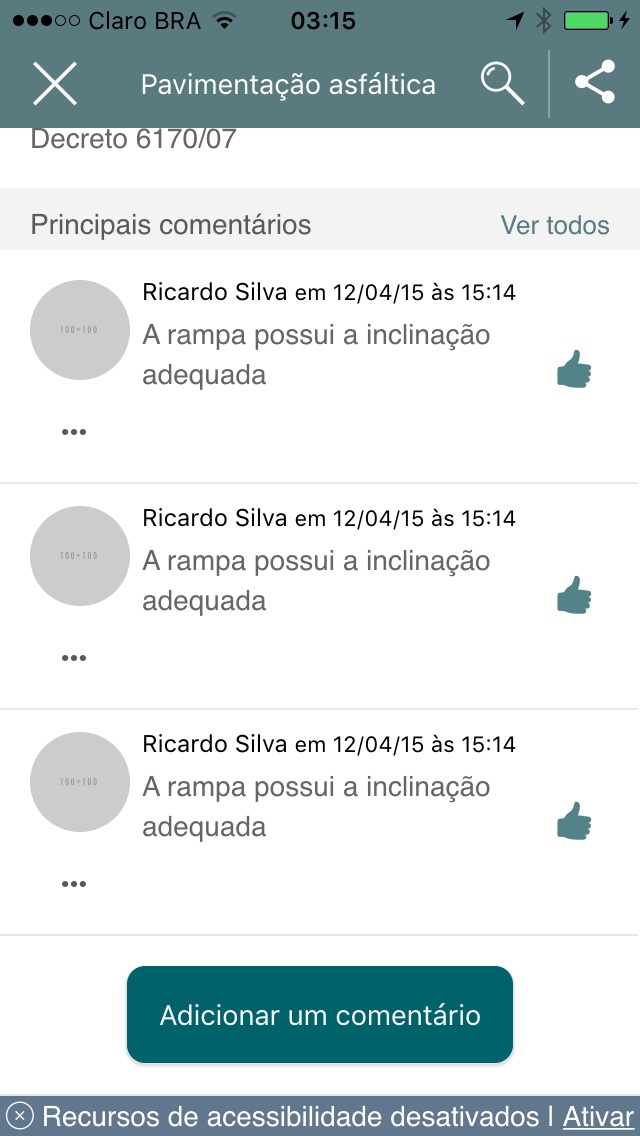 Claro BRA 03:15
Pavimentação asfáltica
Decreto 6170/07
Principais comentários Ver todos
Ricardo Silva em 12/04/15 às 15:14
A rampa possui a inclinação
adequada
100×100
•••
Ricardo Silva em 12/04/15 às 15:14
A rampa possui a inclinação
adequada
100×100
•••
Ricardo Silva em 12/04/15 às 15:14
A rampa possui a inclinação
adequada
100×100
•••
Adicionar um comentário
Recursos de acessibilidade desativados | Ativar